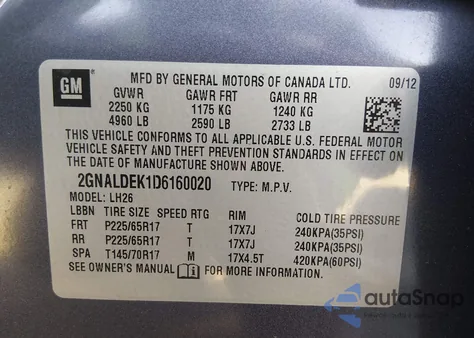 GM MFD BY GENERAL MOTORS OF CANADA LTD. 09/12
GVWR GAWR FRT GAWR RR
2250 KG 1175 KG 1240 KG
4960 LB 2590 LB 2733 LB
THIS VEHICLE CONFORMS TO ALL APPLICABLE U.S. FEDERAL MOTOR
VEHICLE SAFETY AND THEFT PREVENTION STANDARDS IN EFFECT ON
THE DATE OF MANUFACTURE SHOWN ABOVE.
2GNALDEK1D6160020 TYPE: M.P.V.
MODEL: LH26
LBBN TIRE SIZE SPEED RTG RIM COLD TIRE PRESSURE
FRT P225/65R17 T 17X7J 240KPA(35PSI)
RR P225/65R17 T 17X7J 240KPA(35PSI)
SPA T145/70R17 M 17X4.5T 420KPA(60PSI)
SEE OWNER'S MANUAL FOR MORE INFORMATION.
autoSnap